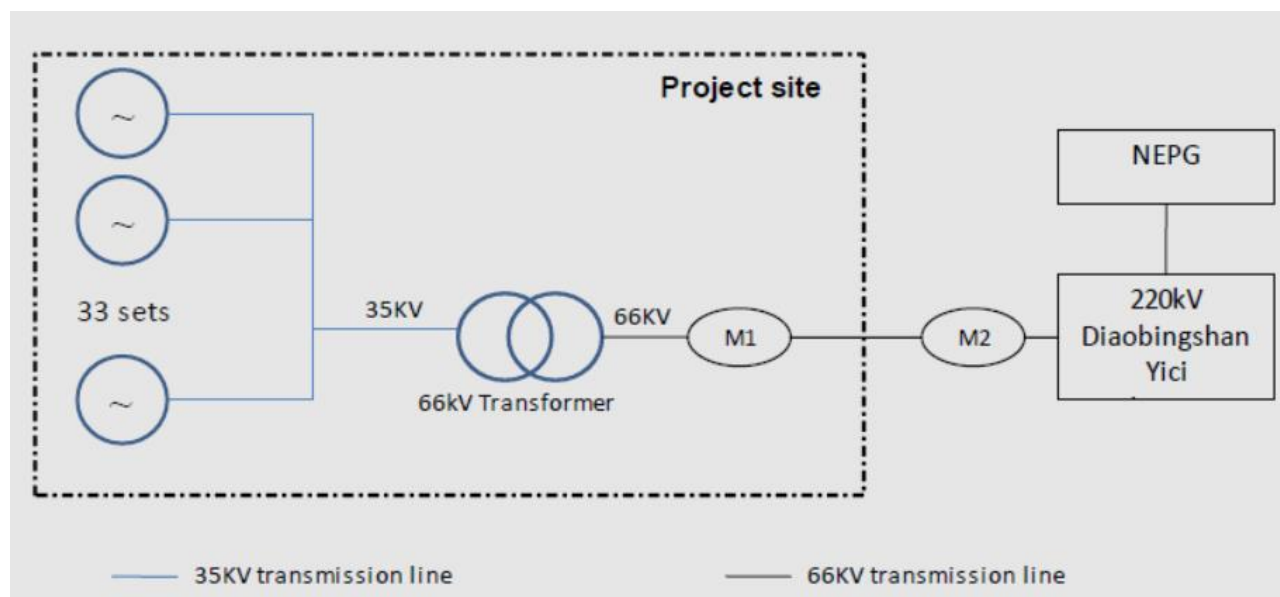 Project site
~
~
33 sets
~
35KV
66KV
66kV Transformer
M1
M2
NEPG
220kV
Diaobingshan
Yici
35KV transmission line
66KV transmission line